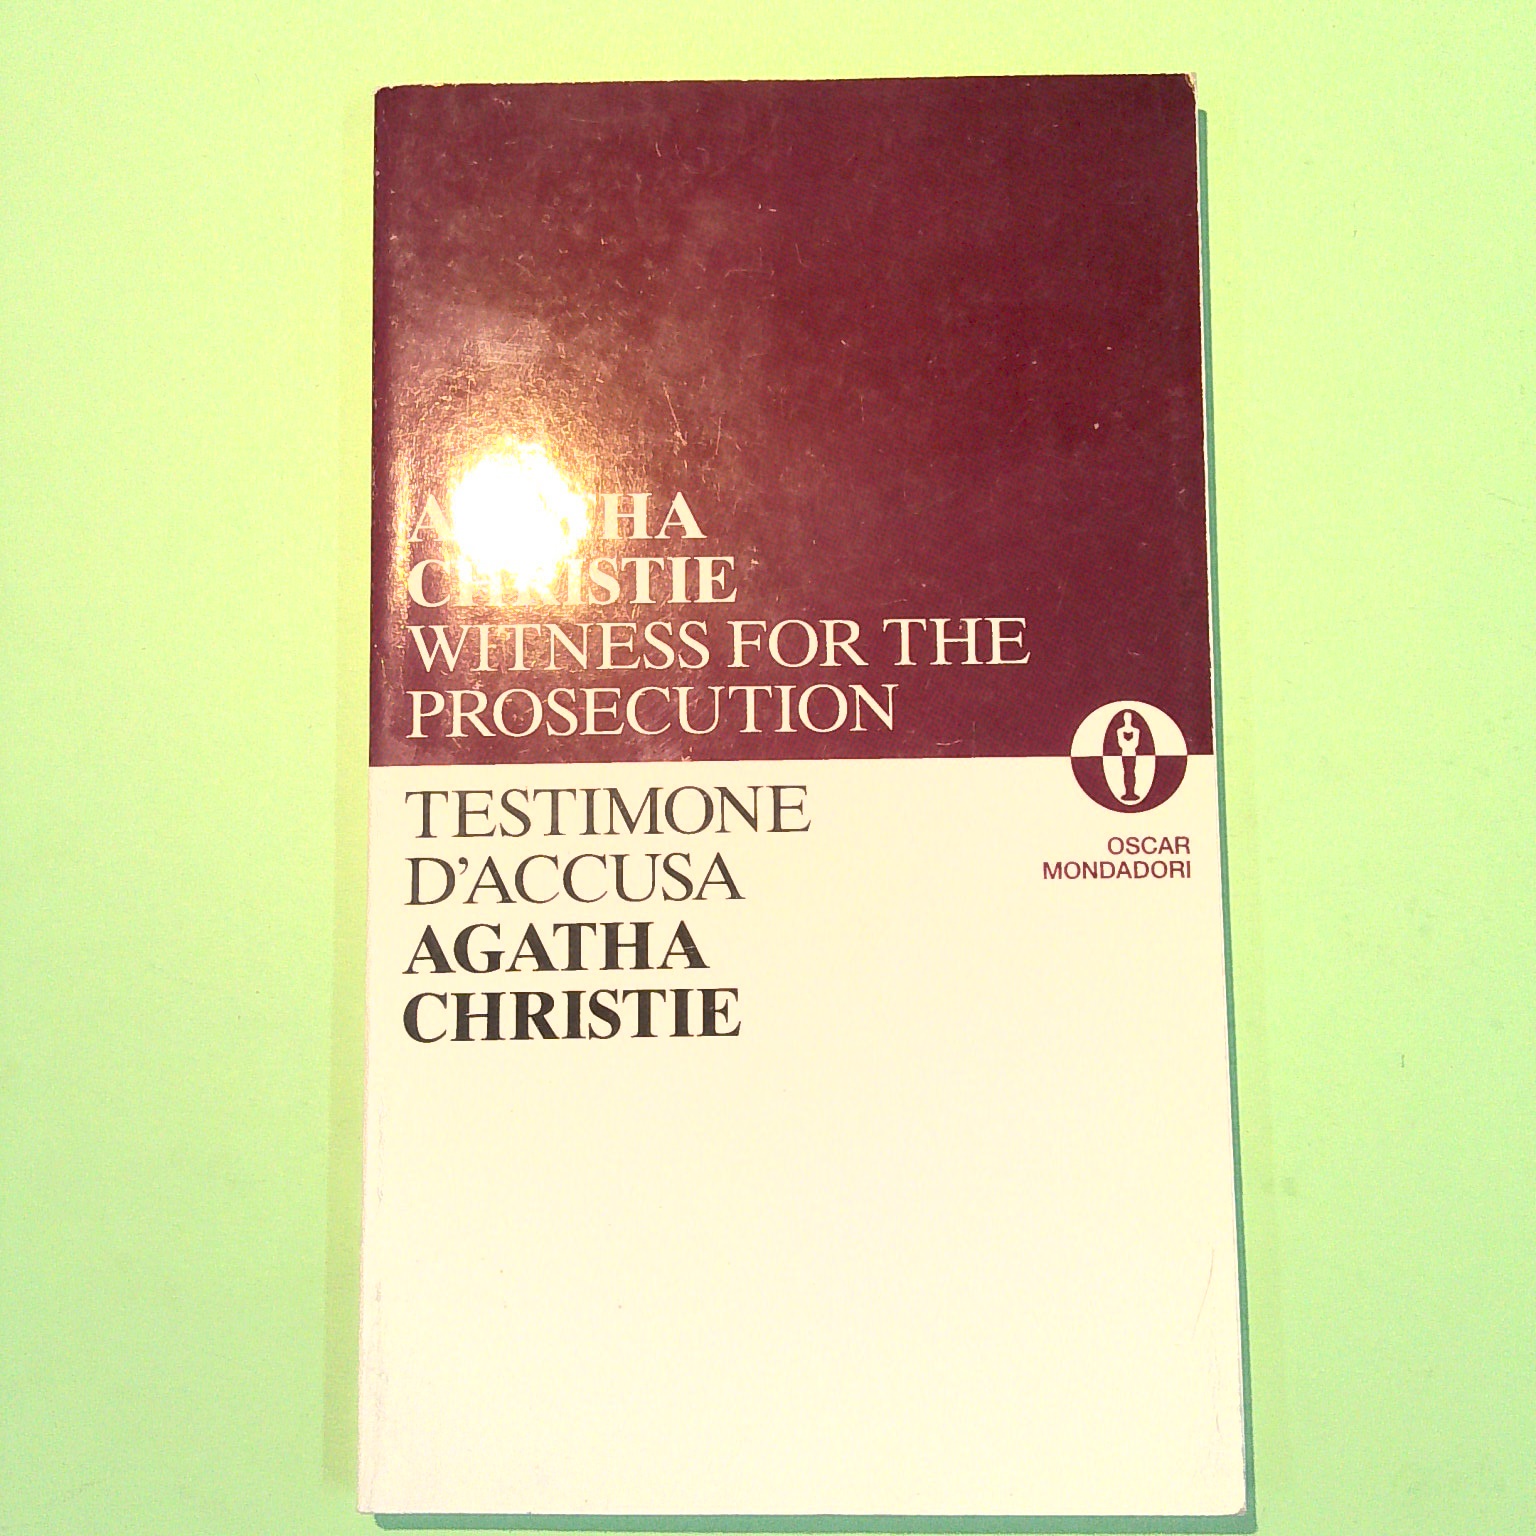 AGATHA
CHRISTIE
WITNESS FOR THE
PROSECUTION
TESTIMONE
D'ACCUSA
AGATHA
CHRISTIE
OSCAR
MONDADORI